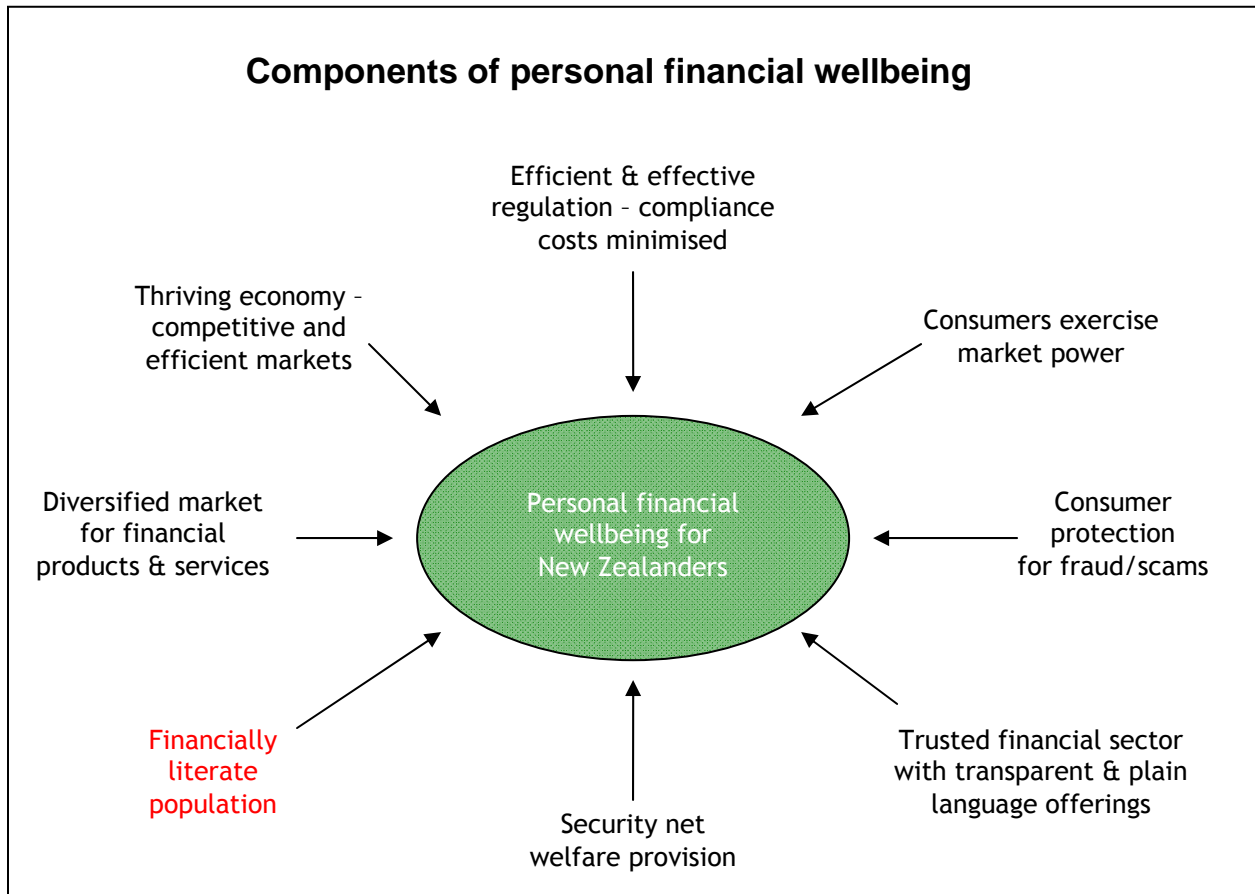 Components of personal financial wellbeing
Efficient & effective
regulation – compliance
costs minimised
Thriving economy –
competitive and
efficient markets
Consumers exercise
market power
Diversified market
for financial
products & services
Personal financial
wellbeing for
New Zealanders
Consumer
protection
for fraud/scams
Financially
literate
population
Security net
welfare provision
Trusted financial sector
with transparent & plain
language offerings